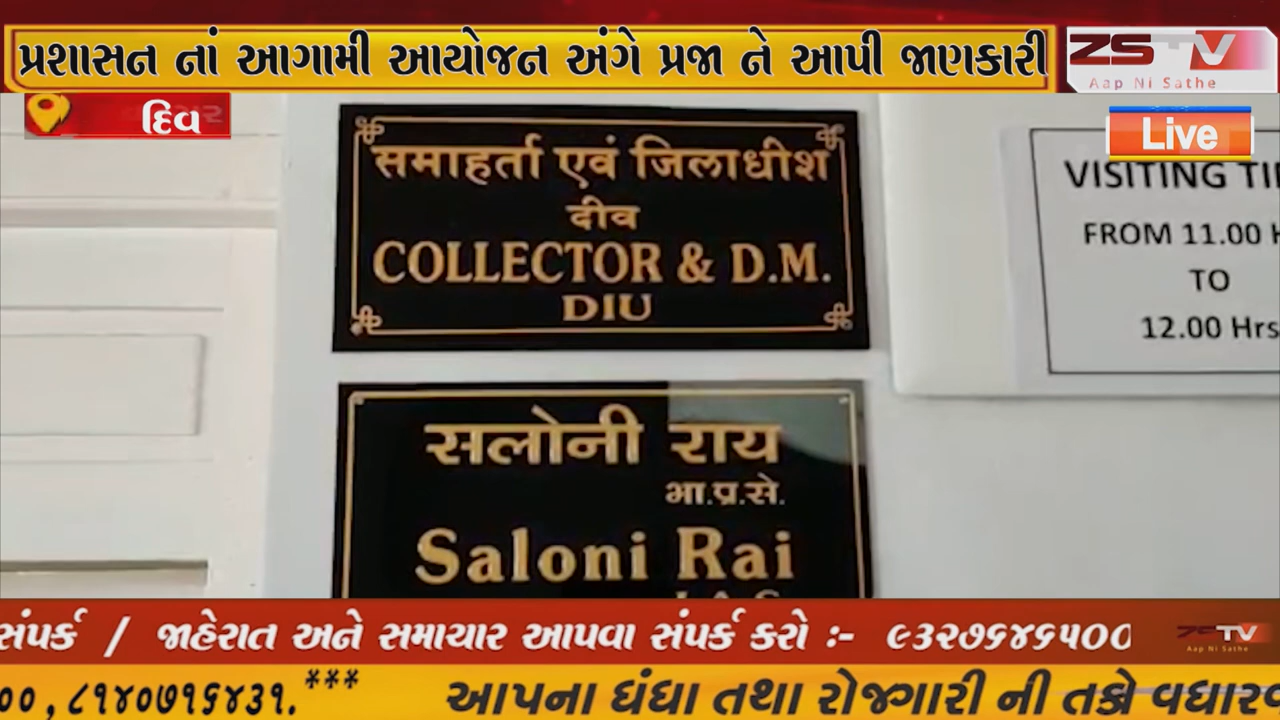 પ્રશાસન નાં આગામી આયોજન અંગે પ્રજા ને આપી જાણકારી
ZSTV
Aap Ni Sathe
દિવ
Live
समाहर्ता एवं जिलाधीश
दीव
COLLECTOR & D.M.
DIU
VISITING
FROM 11.00
TO
12.00 Hrs
सलोनी राय
भा.प्र.से.
Saloni Rai
સંપર્ક / જાહેરાત અને સમાચાર આપવા સંપર્ક કરો :- ૯૩૨૭૬૪૬૫૦૦
ZSTV
Aap Ni Sathe
૦૦,૮૧૪૦૭૧૬૪૩૧.*** આપના ધંધા તથા રોજગારી ની તકો